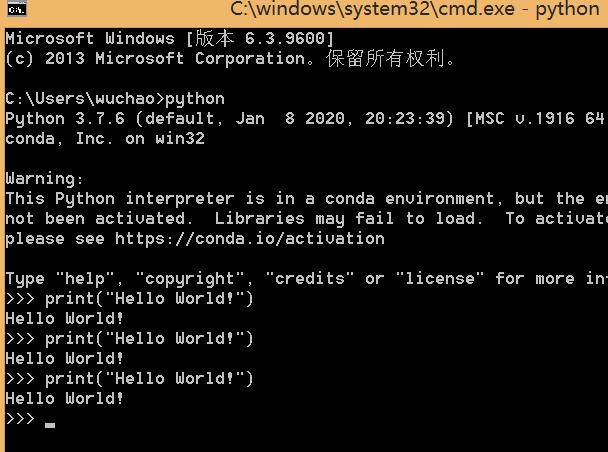 C:\windows\system32\cmd.exe - python
Microsoft Windows [版本 6.3.9600]
(c) 2013 Microsoft Corporation。保留所有权利。
C:\Users\wuchao>python
Python 3.7.6 (default, Jan  8 2020, 20:23:39) [MSC v.1916 64
conda, Inc. on win32
Warning:
This Python interpreter is in a conda environment, but the en
not been activated.  Libraries may fail to load.  To activate
please see https://conda.io/activation
Type "help", "copyright", "credits" or "license" for more inf
>>> print("Hello World!")
Hello World!
>>> print("Hello World!")
Hello World!
>>> print("Hello World!")
Hello World!
>>> _